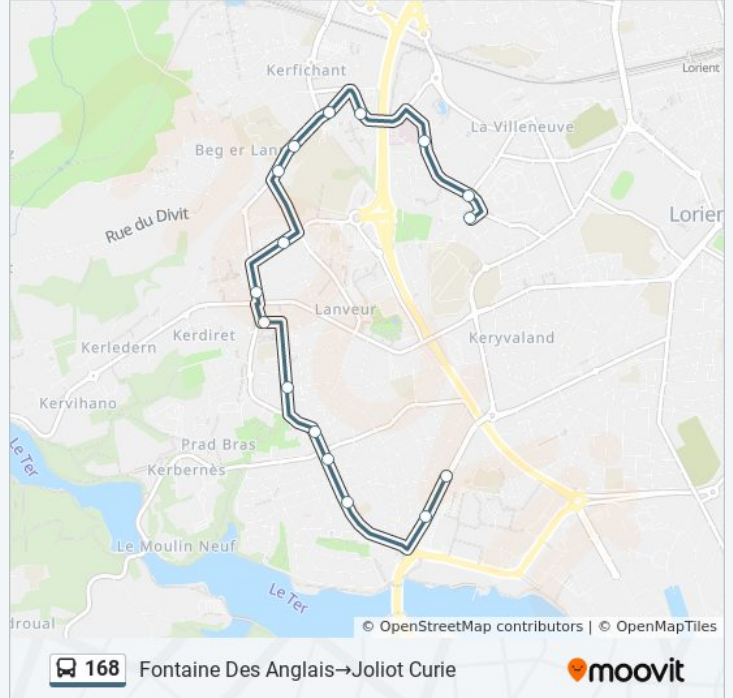 Kerfichant
Lorient
La Villeneuve
Beg er Lan
Rue du Divit
Lorier
Lanveur
Kerdiret
Keryvaland
Kerledern
Kervihano
Prad Bras
Le Ter
Kerbernès
Le Moulin Neuf
Le Ter
droual
© OpenStreetMap contributors | © OpenMapTiles
168 Fontaine Des Anglais→Joliot Curie
moovit